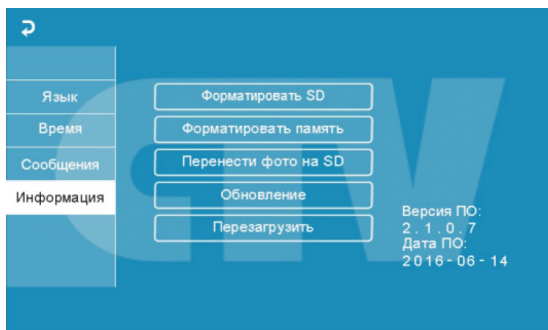 Язык
Время
Сообщения
Информация
Форматировать SD
Форматировать память
Перенести фото на SD
Обновление
Перезагрузить
Версия ПО:
2.1.0.7
Дата ПО:
2016-06-14